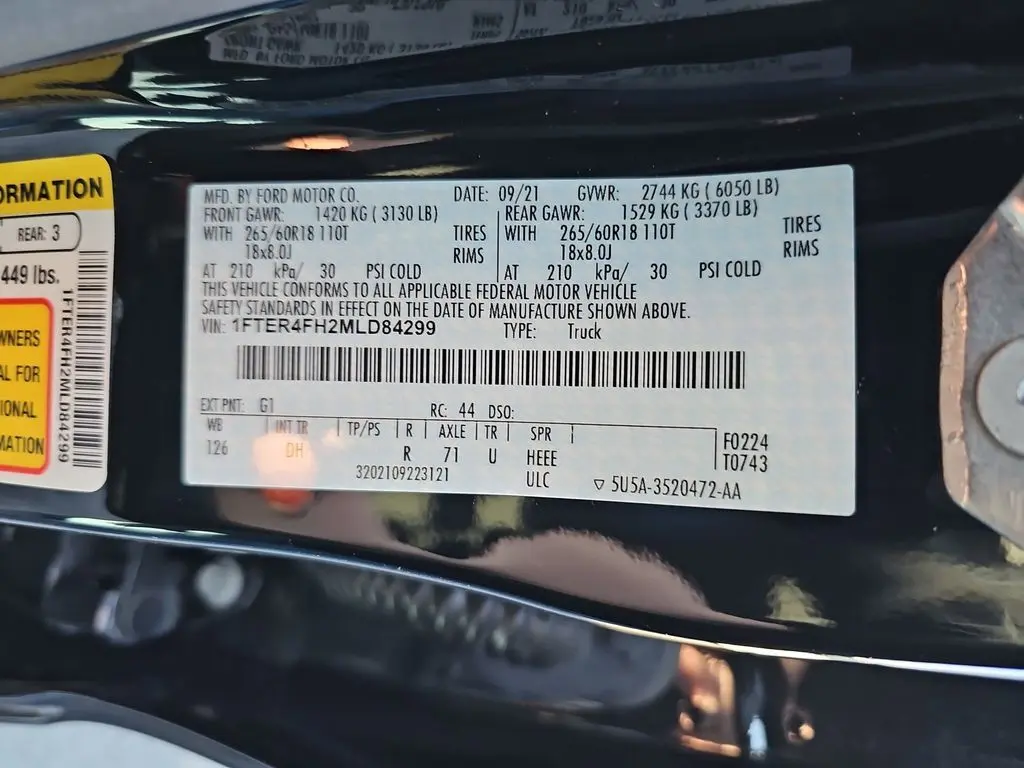 MFD. BY FORD MOTOR CO. DATE: 09/21 GVWR: 2744 KG ( 6050 LB)
FRONT GAWR: 1420 KG ( 3130 LB) REAR GAWR: 1529 KG ( 3370 LB)
WITH 265/60R18 110T TIRES WITH 265/60R18 110T TIRES
18x8.0J RIMS 18x8.0J RIMS
AT 210 kPa/ 30 PSI COLD AT 210 kPa/ 30 PSI COLD
THIS VEHICLE CONFORMS TO ALL APPLICABLE FEDERAL MOTOR VEHICLE
SAFETY STANDARDS IN EFFECT ON THE DATE OF MANUFACTURE SHOWN ABOVE.
VIN: 1FTER4FH2MLD84299 TYPE: Truck
EXT PNT: G1 RC: 44 DSO:
WB INT TR TP/PS R AXLE TR SPR
126 DH R 71 U HEEE
ULC
F0224
T0743
3202109223121
▽ 5U5A-3520472-AA
ORMATION
REAR: 3
449 lbs.
WNERS
AL FOR
IONAL
MATION
1FTER4FH2MLD84299